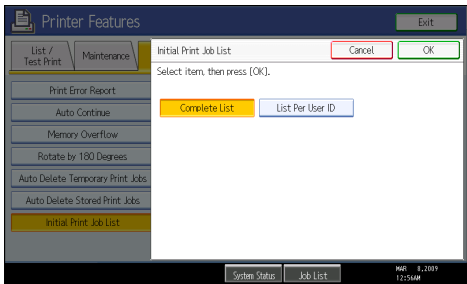 Printer Features
Exit
List /
Test Print
Maintenance
Initial Print Job List
Cancel
OK
Select item, then press [OK].
Print Error Report
Complete List
List Per User ID
Auto Continue
Memory Overflow
Rotate by 180 Degrees
Auto Delete Temporary Print Jobs
Auto Delete Stored Print Jobs
Initial Print Job List
System Status
Job List
MAR 8,2009
12:56AM